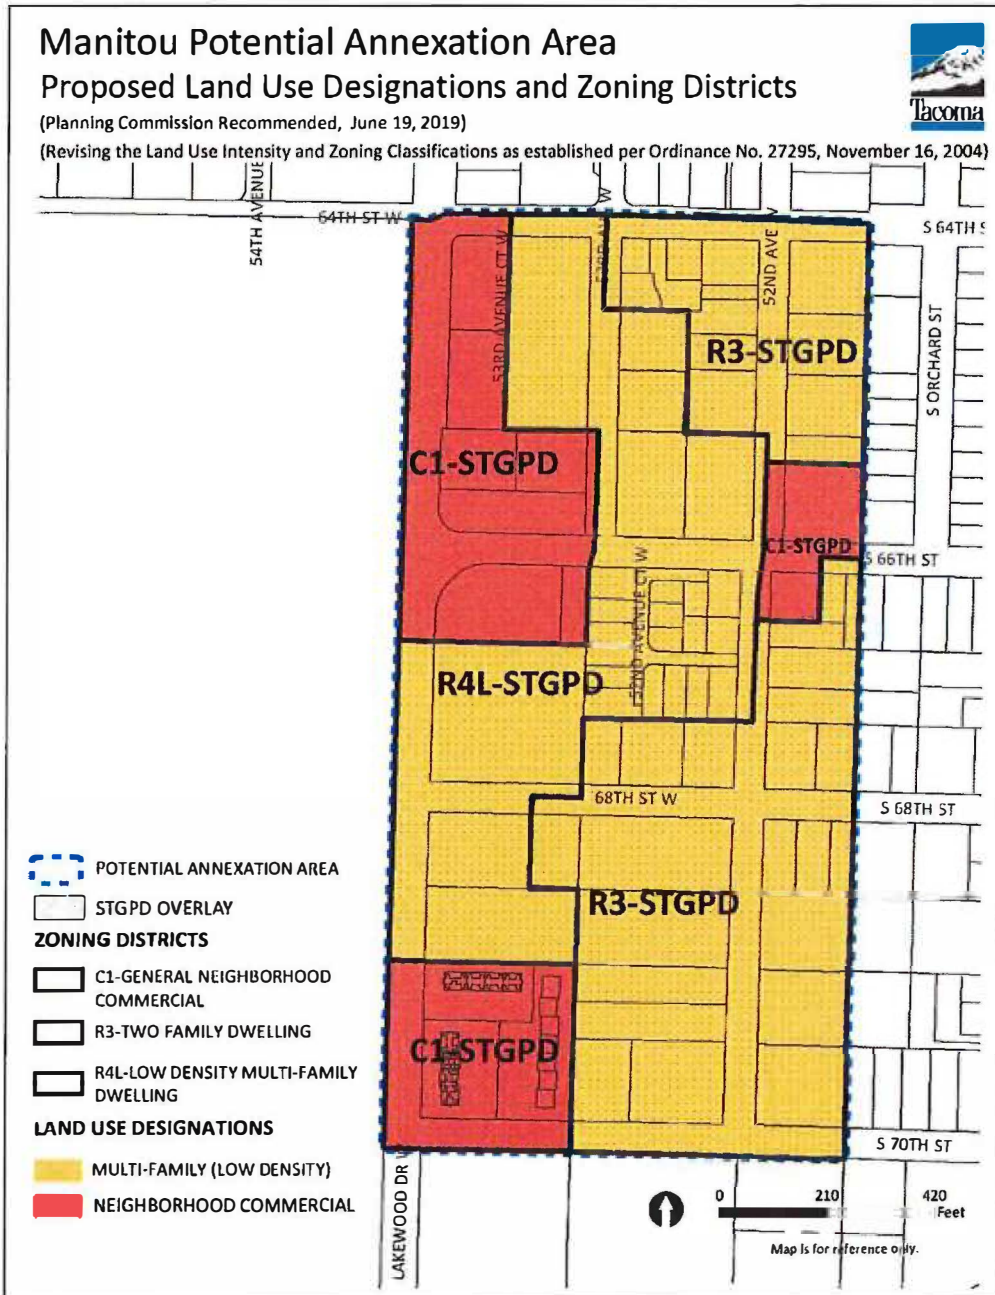 Manitou Potential Annexation Area
Proposed Land Use Designations and Zoning Districts
(Planning Commission Recommended, June 19, 2019)
(Revising the Land Use Intensity and Zoning Classifications as established per Ordinance No. 27295, November 16, 2004)
Tacoma
54TH AVENUE
64TH ST W
53RD AVENUE CT W
52ND AVE
S 64TH S
S ORCHARD ST
R3-STGPD
C1-STGPD
C1-STGPD
S 66TH ST
52ND AVENUE CT W
R4L-STGPD
68TH ST W
S 68TH ST
R3-STGPD
C1-STGPD
S 70TH ST
LAKEWOOD DR
POTENTIAL ANNEXATION AREA
STGPD OVERLAY
ZONING DISTRICTS
C1-GENERAL NEIGHBORHOOD
COMMERCIAL
R3-TWO FAMILY DWELLING
R4L-LOW DENSITY MULTI-FAMILY
DWELLING
LAND USE DESIGNATIONS
MULTI-FAMILY (LOW DENSITY)
NEIGHBORHOOD COMMERCIAL
0 210 420
Feet
Map is for reference only.